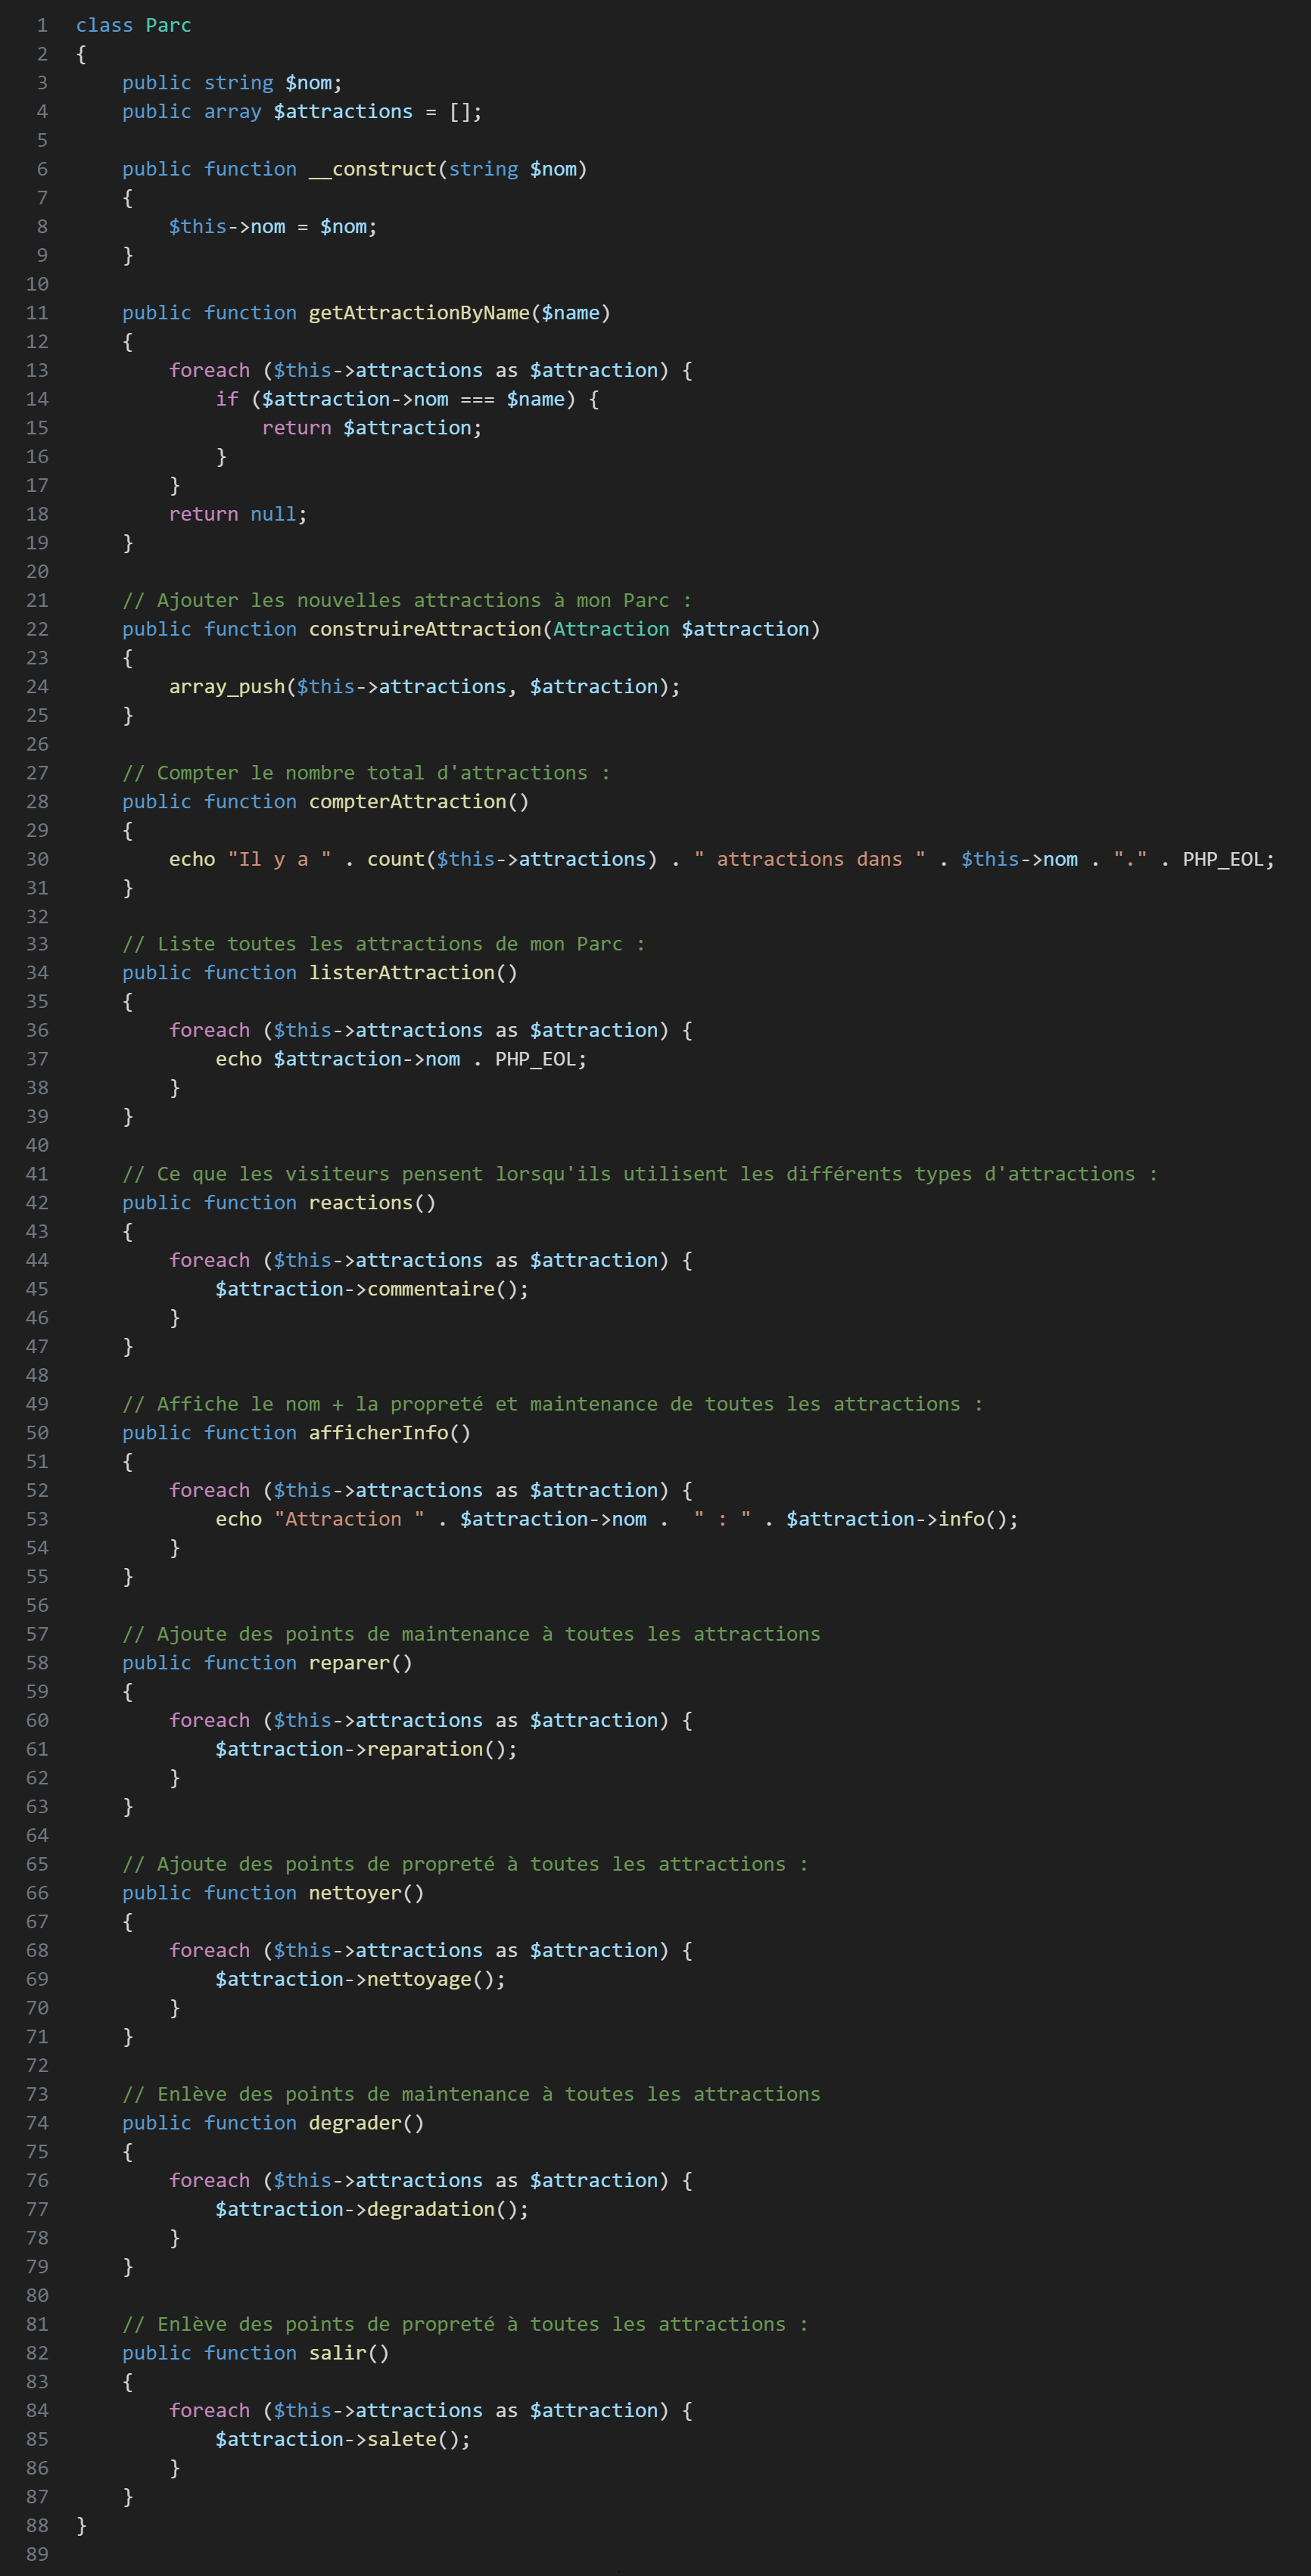 1 class Parc
2 {
3     public string $nom;
4     public array $attractions = [];
5
6     public function __construct(string $nom)
7     {
8         $this->nom = $nom;
9     }
10
11     public function getAttractionByName($name)
12     {
13         foreach ($this->attractions as $attraction) {
14             if ($attraction->nom === $name) {
15                 return $attraction;
16             }
17         }
18         return null;
19     }
20
21     // Ajouter les nouvelles attractions à mon Parc :
22     public function construireAttraction(Attraction $attraction)
23     {
24         array_push($this->attractions, $attraction);
25     }
26
27     // Compter le nombre total d'attractions :
28     public function compterAttraction()
29     {
30         echo "Il y a " . count($this->attractions) . " attractions dans " . $this->nom . "." . PHP_EOL;
31     }
32
33     // Liste toutes les attractions de mon Parc :
34     public function listerAttraction()
35     {
36         foreach ($this->attractions as $attraction) {
37             echo $attraction->nom . PHP_EOL;
38         }
39     }
40
41     // Ce que les visiteurs pensent lorsqu'ils utilisent les différents types d'attractions :
42     public function reactions()
43     {
44         foreach ($this->attractions as $attraction) {
45             $attraction->commentaire();
46         }
47     }
48
49     // Affiche le nom + la propreté et maintenance de toutes les attractions :
50     public function afficherInfo()
51     {
52         foreach ($this->attractions as $attraction) {
53             echo "Attraction " . $attraction->nom .  " : " . $attraction->info();
54         }
55     }
56
57     // Ajoute des points de maintenance à toutes les attractions
58     public function reparer()
59     {
60         foreach ($this->attractions as $attraction) {
61             $attraction->reparation();
62         }
63     }
64
65     // Ajoute des points de propreté à toutes les attractions :
66     public function nettoyer()
67     {
68         foreach ($this->attractions as $attraction) {
69             $attraction->nettoyage();
70         }
71     }
72
73     // Enlève des points de maintenance à toutes les attractions
74     public function degrader()
75     {
76         foreach ($this->attractions as $attraction) {
77             $attraction->degradation();
78         }
79     }
80
81     // Enlève des points de propreté à toutes les attractions :
82     public function salir()
83     {
84         foreach ($this->attractions as $attraction) {
85             $attraction->salete();
86         }
87     }
88 }
89